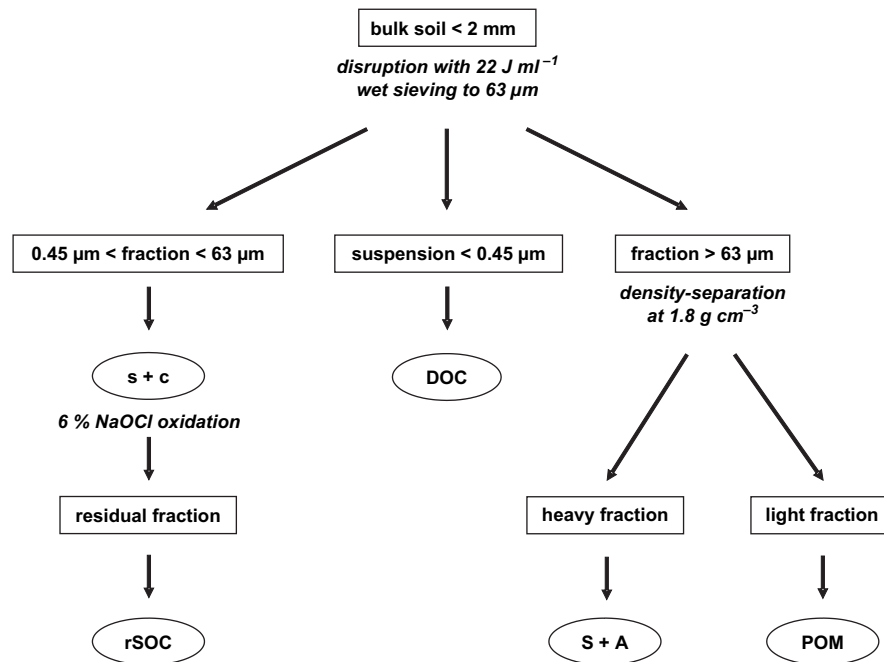 bulk soil < 2 mm
disruption with 22 J ml⁻¹
wet sieving to 63 µm
0.45 µm < fraction < 63 µm
suspension < 0.45 µm
fraction > 63 µm
density-separation
at 1.8 g cm⁻³
s + c
DOC
6 % NaOCl oxidation
residual fraction
heavy fraction
light fraction
rSOC
S + A
POM